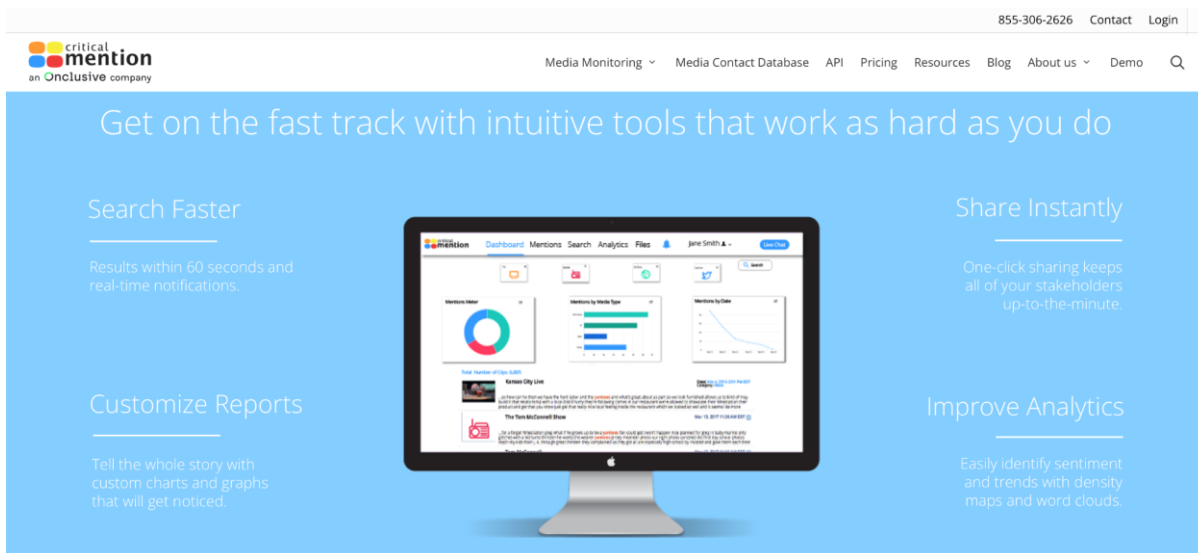 855-306-2626 Contact Login
critical
mention
an Onclusive company
Media Monitoring Media Contact Database API Pricing Resources Blog About us Demo
Get on the fast track with intuitive tools that work as hard as you do
Search Faster
Results within 60 seconds and
real-time notifications.
Share Instantly
One-click sharing keeps
all of your stakeholders
up-to-the-minute.
Customize Reports
Tell the whole story with
custom charts and graphs
that will get noticed.
Improve Analytics
Easily identify sentiment
and trends with density
maps and word clouds.
critical
mention
Dashboard Mentions Search Analytics Files Jane Smith Live Chat
Search
Mentions Meter
Mentions by Media Type
Mentions by Date
Total Number of Clips:
Kansas City Live
The Tom McConnell Show
Tom McConnell